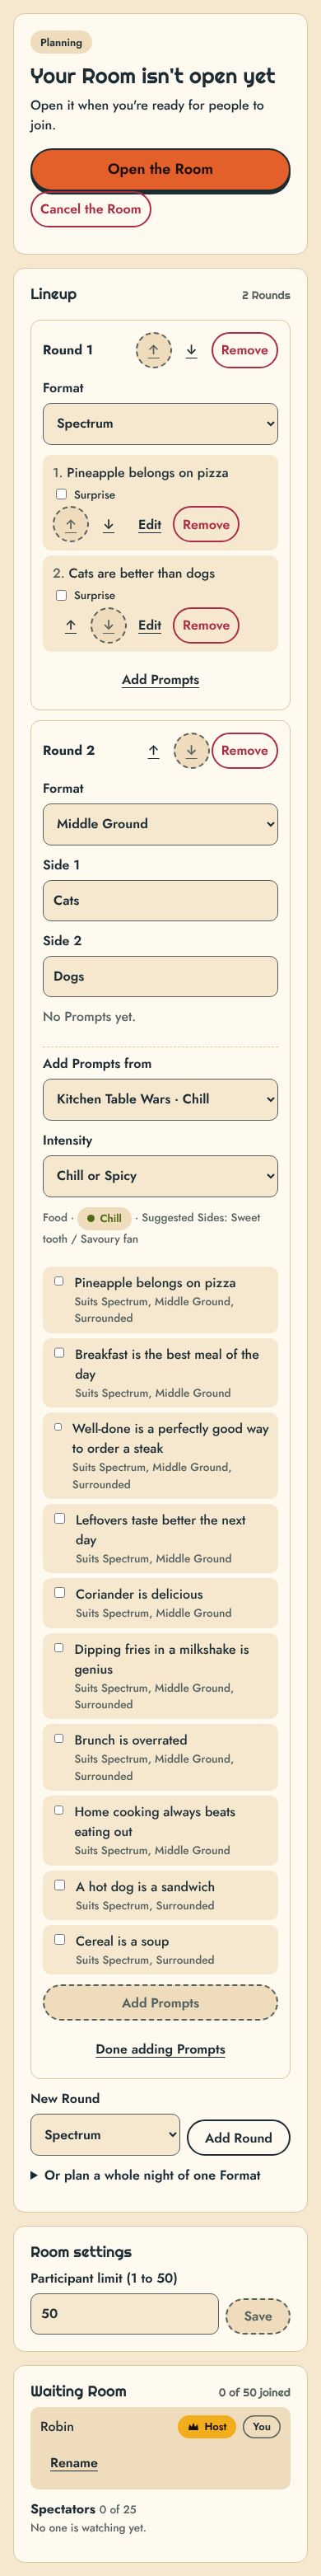 Planning
Your Room isn't open yet
Open it when you're ready for people to
join.
Open the Room
Cancel the Room
Lineup 2 Rounds
Round 1 ↑ ↓ Remove
Format
Spectrum
1. Pineapple belongs on pizza
Surprise
↑ ↓ Edit Remove
2. Cats are better than dogs
Surprise
↑ ↓ Edit Remove
Add Prompts
Round 2 ↑ ↓ Remove
Format
Middle Ground
Side 1
Cats
Side 2
Dogs
No Prompts yet.
Add Prompts from
Kitchen Table Wars · Chill
Intensity
Chill or Spicy
Food · Chill · Suggested Sides: Sweet
tooth / Savoury fan
Pineapple belongs on pizza
Suits Spectrum, Middle Ground,
Surrounded
Breakfast is the best meal of the
day
Suits Spectrum, Middle Ground
Well-done is a perfectly good way
to order a steak
Suits Spectrum, Middle Ground,
Surrounded
Leftovers taste better the next
day
Suits Spectrum, Middle Ground
Coriander is delicious
Suits Spectrum, Middle Ground
Dipping fries in a milkshake is
genius
Suits Spectrum, Middle Ground,
Surrounded
Brunch is overrated
Suits Spectrum, Middle Ground,
Surrounded
Home cooking always beats
eating out
Suits Spectrum, Middle Ground
A hot dog is a sandwich
Suits Spectrum, Surrounded
Cereal is a soup
Suits Spectrum, Surrounded
Add Prompts
Done adding Prompts
New Round
Spectrum Add Round
Or plan a whole night of one Format
Room settings
Participant limit (1 to 50)
50 Save
Waiting Room 0 of 50 joined
Robin Host You
Rename
Spectators 0 of 25
No one is watching yet.